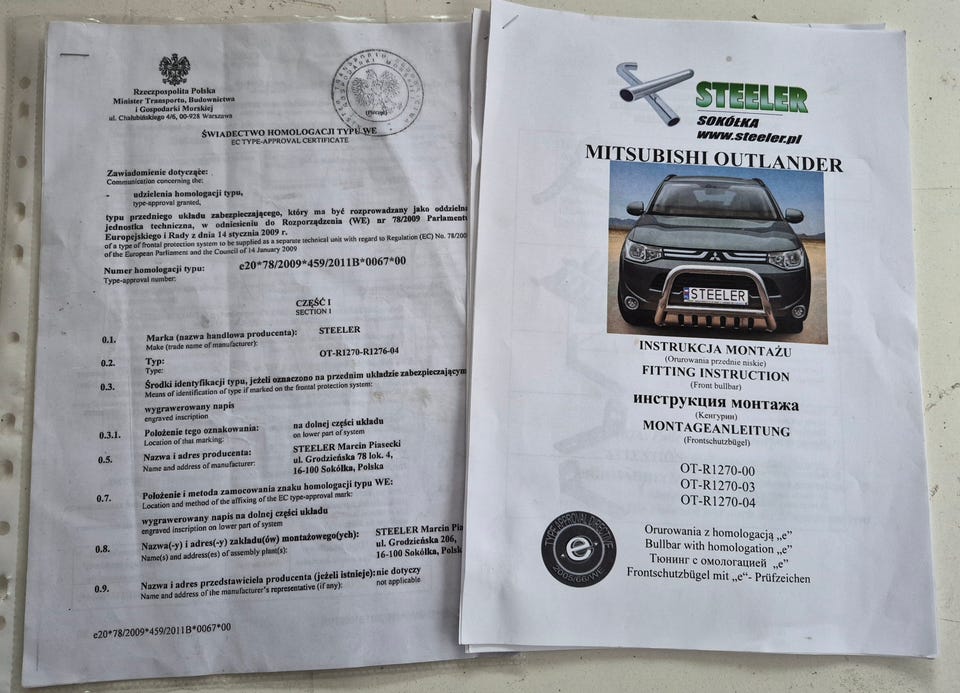 Rzeczpospolita Polska
Minister Transportu, Budownictwa
i Gospodarki Morskiej
ul. Chałubińskiego 4/6, 00-928 Warszawa
ŚWIADECTWO HOMOLOGACJI TYPU WE
EC TYPE-APPROVAL CERTIFICATE
Zawiadomienie dotyczące:
Communication concerning the:
- udzielenia homologacji typu,
type-approval granted,
typu przedniego układu zabezpieczającego, który ma być rozprowadzany jako oddzielna
jednostka techniczna, w odniesieniu do Rozporządzenia (WE) nr 78/2009 Parlamentu
Europejskiego i Rady z dnia 14 stycznia 2009 r.
of a type of frontal protection system to be supplied as a separate technical unit with regard to Regulation (EC) No. 78/200
of the European Parliament and the Council of 14 January 2009
Numer homologacji typu: e20*78/2009*459/2011B*0067*00
Type-approval number:
CZĘŚĆ I
SECTION I
0.1. Marka (nazwa handlowa producenta): STEELER
Make (trade name of manufacturer):
0.2. Typ: OT-R1270-R1276-04
Type:
0.3. Środki identyfikacji typu, jeżeli oznaczono na przednim układzie zabezpieczającym
Means of identification of type if marked on the frontal protection system:
wygrawerowany napis
engraved inscription
0.3.1. Położenie tego oznakowania: na dolnej części układu
Location of that marking: on lower part of system
0.5. Nazwa i adres producenta: STEELER Marcin Piasecki
Name and address of manufacturer: ul. Grodzieńska 78 lok. 4,
16-100 Sokółka, Polska
0.7. Położenie i metoda zamocowania znaku homologacji typu WE:
Location and method of the affixing of the EC type-approval mark:
wygrawerowany napis na dolnej części układu
engraved inscription on lower part of system
0.8. Nazwa(-y) i adres(-y) zakładu(ów) montażowego(ych): STEELER Marcin Pia
Name(s) and address(es) of assembly plant(s): ul. Grodzieńska 206,
16-100 Sokółka, Polsk
0.9. Nazwa i adres przedstawiciela producenta (jeżeli istnieje): nie dotyczy
Name and address of the manufacturer's representative (if any): not applicable
e20*78/2009*459/2011B*0067*00
STEELER
SOKÓŁKA
www.steeler.pl
MITSUBISHI OUTLANDER
STEELER
INSTRUKCJA MONTAŻU
(Orurowania przednie niskie)
FITTING INSTRUCTION
(Front bullbar)
инструкция монтажа
(Кенгурин)
MONTAGEANLEITUNG
(Frontschutzbügel)
OT-R1270-00
OT-R1270-03
OT-R1270-04
TYPE-APPROVAL DIRECTIVE
e
2005/66/WE
Orurowania z homologacją „e”
Bullbar with homologation „e”
Тюнинг с омологацией „e”
Frontschutzbügel mit „e”- Prüfzeichen